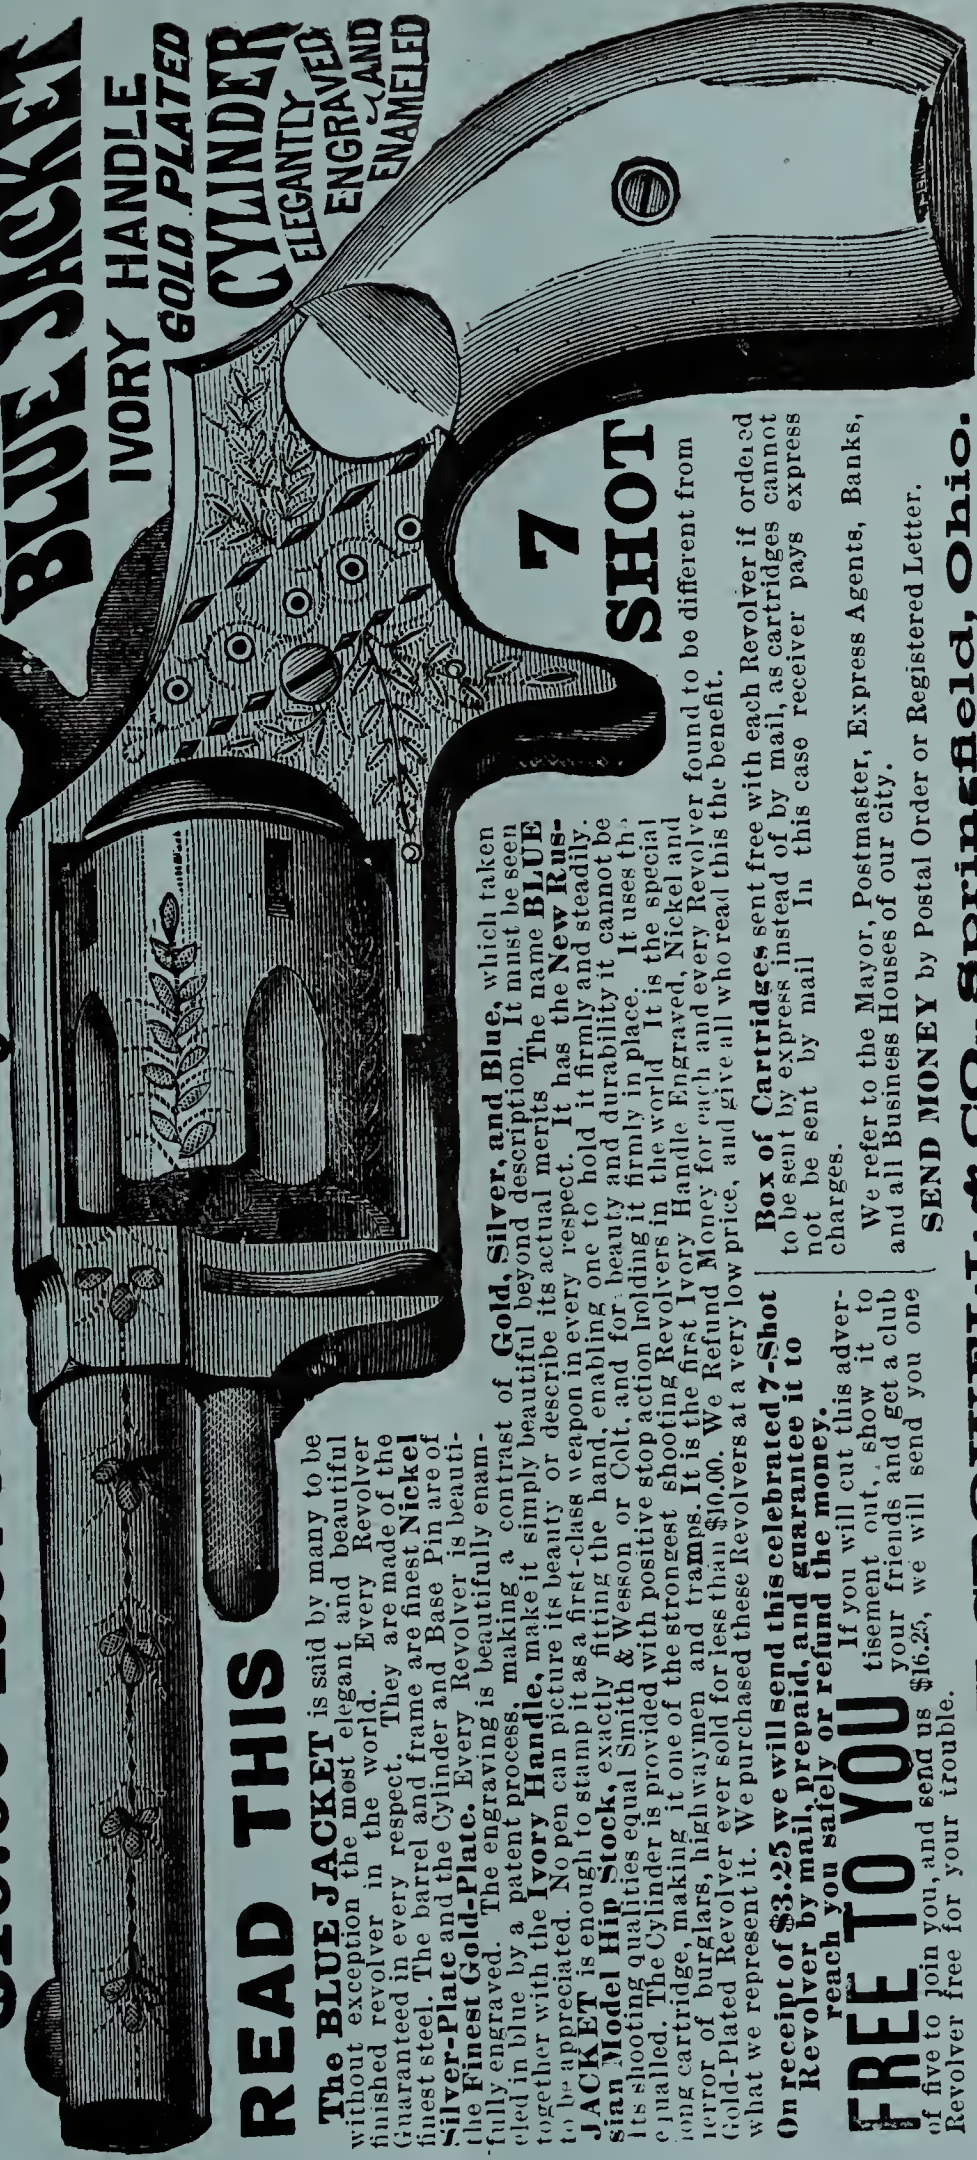 BLUE JACKET
IVORY HANDLE
GOLD PLATED
CYLINDER
ELEGANTLY
ENGRAVED
AND
ENAMELED
7
SHOT
READ THIS
The BLUE JACKET is said by many to be
without exception the most elegant and beautiful
finished revolver in the world. Every Revolver
Guaranteed in every respect. They are made of the
finest steel. The barrel and frame are finest Nickel
Silver-Plate and the Cylinder and Base Pin are of
the Finest Gold-Plate. Every Revolver is beauti-
fully engraved. The engraving is beautifully enam-
eled in blue by a patent process, making a contrast of Gold, Silver, and Blue, which taken
together with the Ivory Handle, make it simply beautiful beyond description. It must be seen
to be appreciated. No pen can picture its beauty or describe its actual merits The name BLUE
JACKET is enough to stamp it as a first-class weapon in every respect. It has the New Rus-
sian Model Hip Stock, exactly fitting the hand, enabling one to hold it firmly and steadily.
Its shooting qualities equal Smith & Wesson or Colt, and for beauty and durability it cannot be
equalled. The Cylinder is provided with positive stop action holding it firmly in place. It uses the
long cartridge, making it one of the strongest shooting Revolvers in the world It is the special
terror of burglars, highwaymen and tramps. It is the first Ivory Handle Engraved, Nickel and
Gold-Plated Revolver ever sold for less than $10.00. We Refund Money for each and every Revolver found to be different from
what we represent it. We purchased these Revolvers at a very low price, and give all who read this the benefit.
On receipt of $3.25 we will send this celebrated 7-Shot
Revolver by mail, prepaid, and guarantee it to
reach you safely or refund the money.
FREE TO YOU
If you will cut this adver-
tisement out, show it to
your friends and get a club
of five to join you, and send us $16.25, we will send you one
Revolver free for your trouble.
Box of Cartridges sent free with each Revolver if ordered
to be sent by express instead of by mail, as cartridges cannot
not be sent by mail In this case receiver pays express
charges.
We refer to the Mayor, Postmaster, Express Agents, Banks,
and all Business Houses of our city.
SEND MONEY by Postal Order or Registered Letter.
CO., Springfield, Ohio.